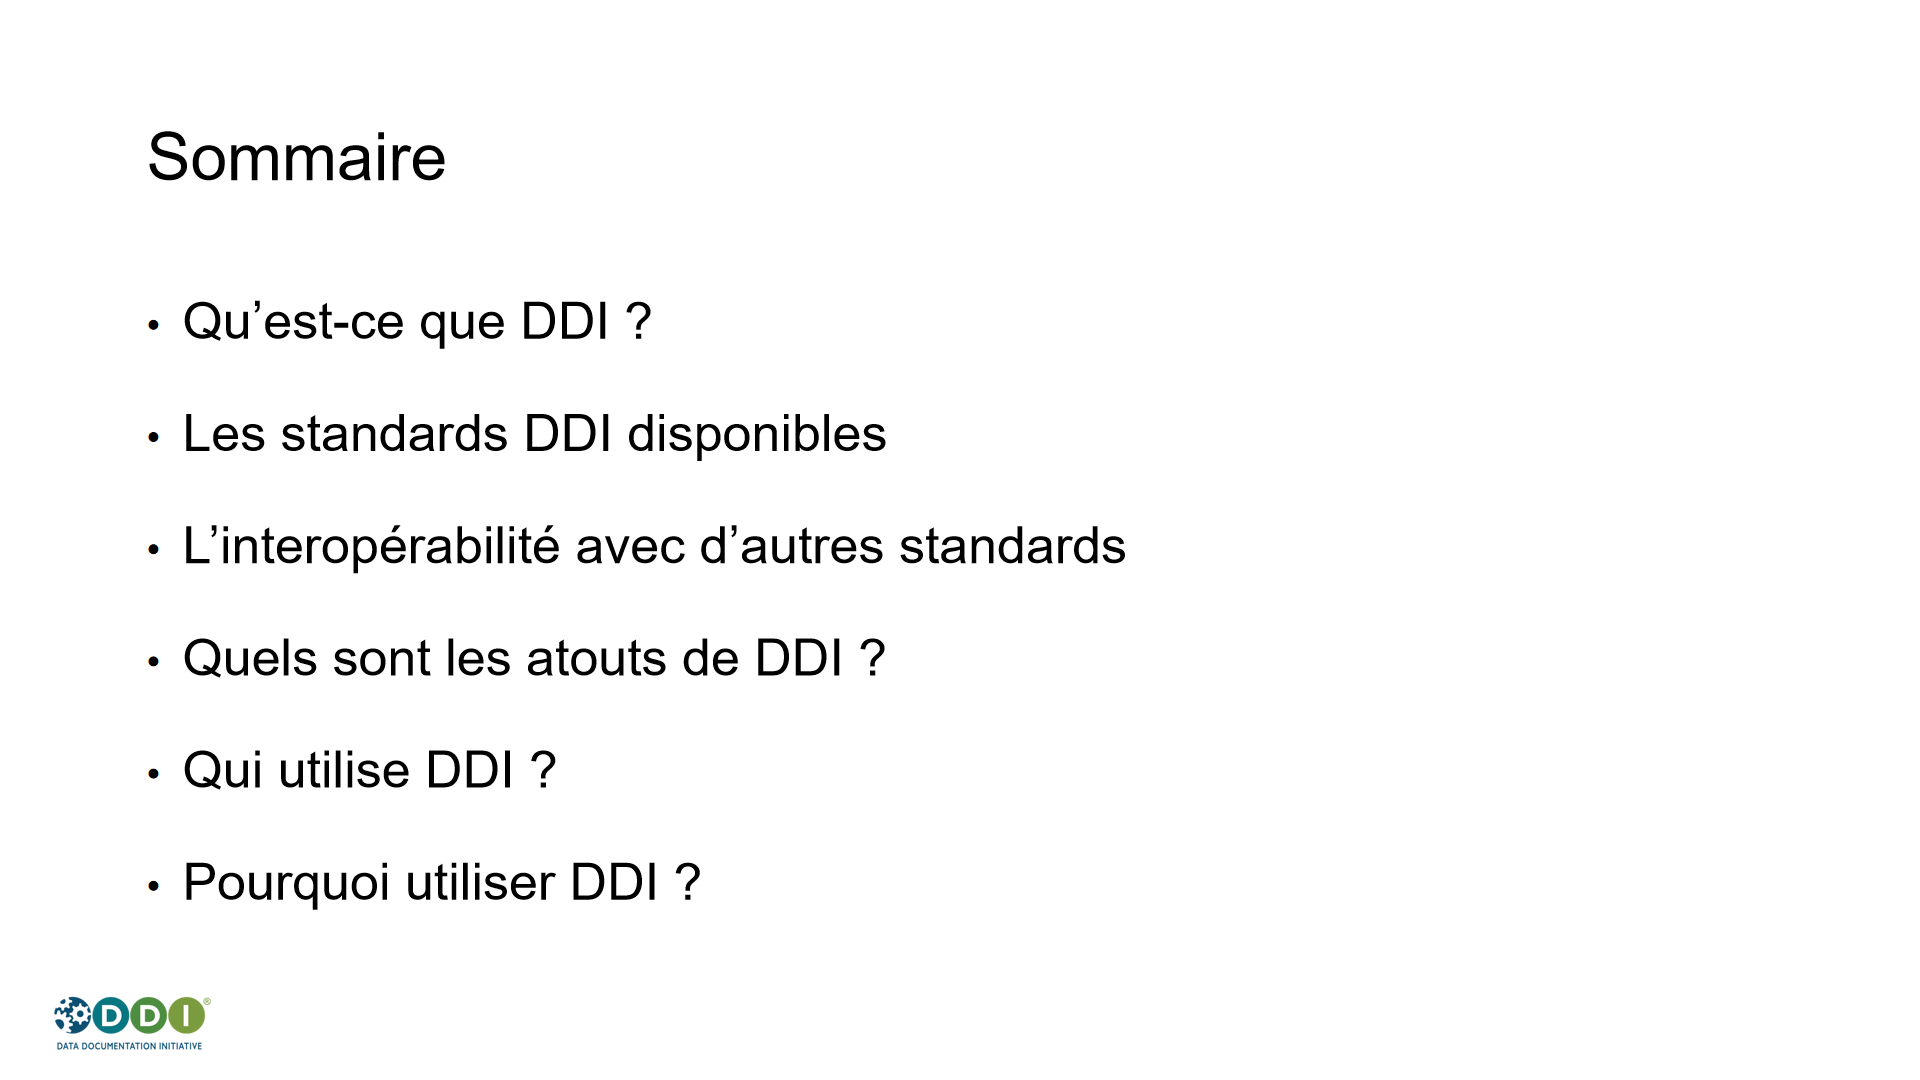 Sommaire
• Qu’est-ce que DDI ?
• Les standards DDI disponibles
• L’interopérabilité avec d’autres standards
• Quels sont les atouts de DDI ?
• Qui utilise DDI ?
• Pourquoi utiliser DDI ?
DDI®
DATA DOCUMENTATION INITIATIVE